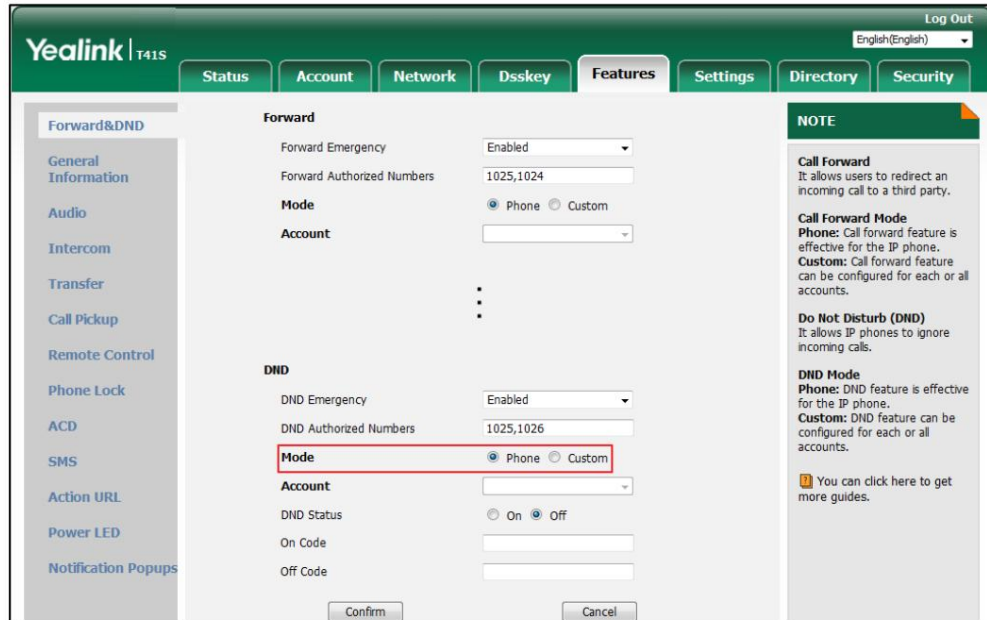 Log Out
Yealink | T41S
English(English)
Status Account Network Dsskey Features Settings Directory Security
Forward&DND
General
Information
Audio
Intercom
Transfer
Call Pickup
Remote Control
Phone Lock
ACD
SMS
Action URL
Power LED
Notification Popups
Forward
Forward Emergency Enabled
Forward Authorized Numbers 1025,1024
Mode Phone Custom
Account
DND
DND Emergency Enabled
DND Authorized Numbers 1025,1026
Mode Phone Custom
Account
DND Status On Off
On Code
Off Code
Confirm Cancel
NOTE
Call Forward
It allows users to redirect an
incoming call to a third party.
Call Forward Mode
Phone: Call forward feature is
effective for the IP phone.
Custom: Call forward feature
can be configured for each or all
accounts.
Do Not Disturb (DND)
It allows IP phones to ignore
incoming calls.
DND Mode
Phone: DND feature is effective
for the IP phone.
Custom: DND feature can be
configured for each or all
accounts.
You can click here to get
more guides.